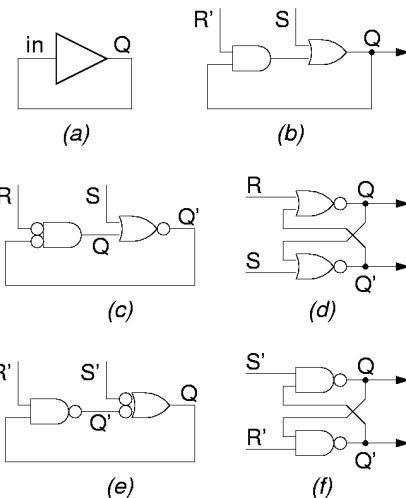 in Q
(a)
R' S Q
(b)
R S Q Q'
(c)
R Q
S Q'
(d)
R' S' Q' Q
(e)
S' Q
R' Q'
(f)